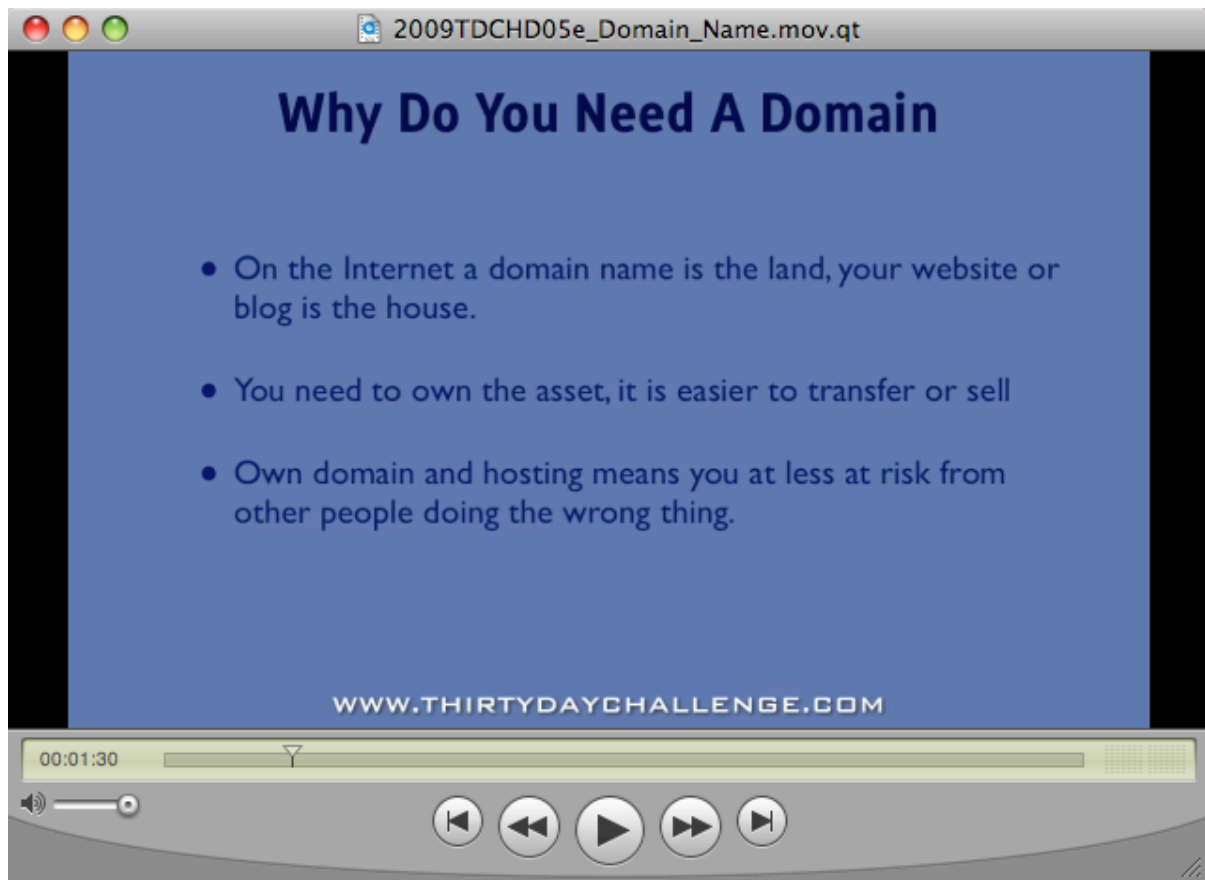 2009TDCHD05e_Domain_Name.mov.qt
Why Do You Need A Domain
• On the Internet a domain name is the land, your website or
blog is the house.
• You need to own the asset, it is easier to transfer or sell
• Own domain and hosting means you at less at risk from
other people doing the wrong thing.
WWW.THIRTYDAYCHALLENGE.COM
00:01:30